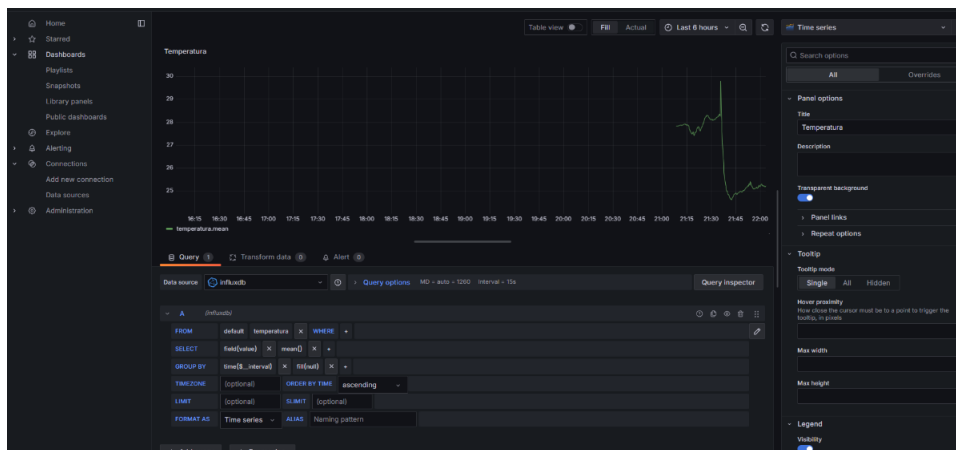 Home
Starred
Dashboards
Playlists
Snapshots
Library panels
Public dashboards
Explore
Alerting
Connections
Add new connection
Data sources
Administration
Table view Fill Actual Last 6 hours
Temperatura
30
29
28
27
26
25
16:15 16:30 16:45 17:00 17:15 17:30 17:45 18:00 18:15 18:30 18:45 19:00 19:15 19:30 19:45 20:00 20:15 20:30 20:45 21:00 21:15 21:30 21:45 22:00
temperatura.mean
Query 1 Transform data 0 Alert 0
Data source influxdb Query options MD = auto = 1260 Interval = 15s Query inspector
A (influxdb)
FROM default temperatura × WHERE +
SELECT field(value) × mean() × +
GROUP BY time($__interval) × fill(null) × +
TIMEZONE (optional) ORDER BY TIME ascending
LIMIT (optional) SLIMIT (optional)
FORMAT AS Time series ALIAS Naming pattern
Time series
Search options
All Overrides
Panel options
Title
Temperatura
Description
Transparent background
Panel links
Repeat options
Tooltip
Tooltip mode
Single All Hidden
Hover proximity
How close the cursor must be to a point to trigger the
tooltip, in pixels
Max width
Max height
Legend
Visibility